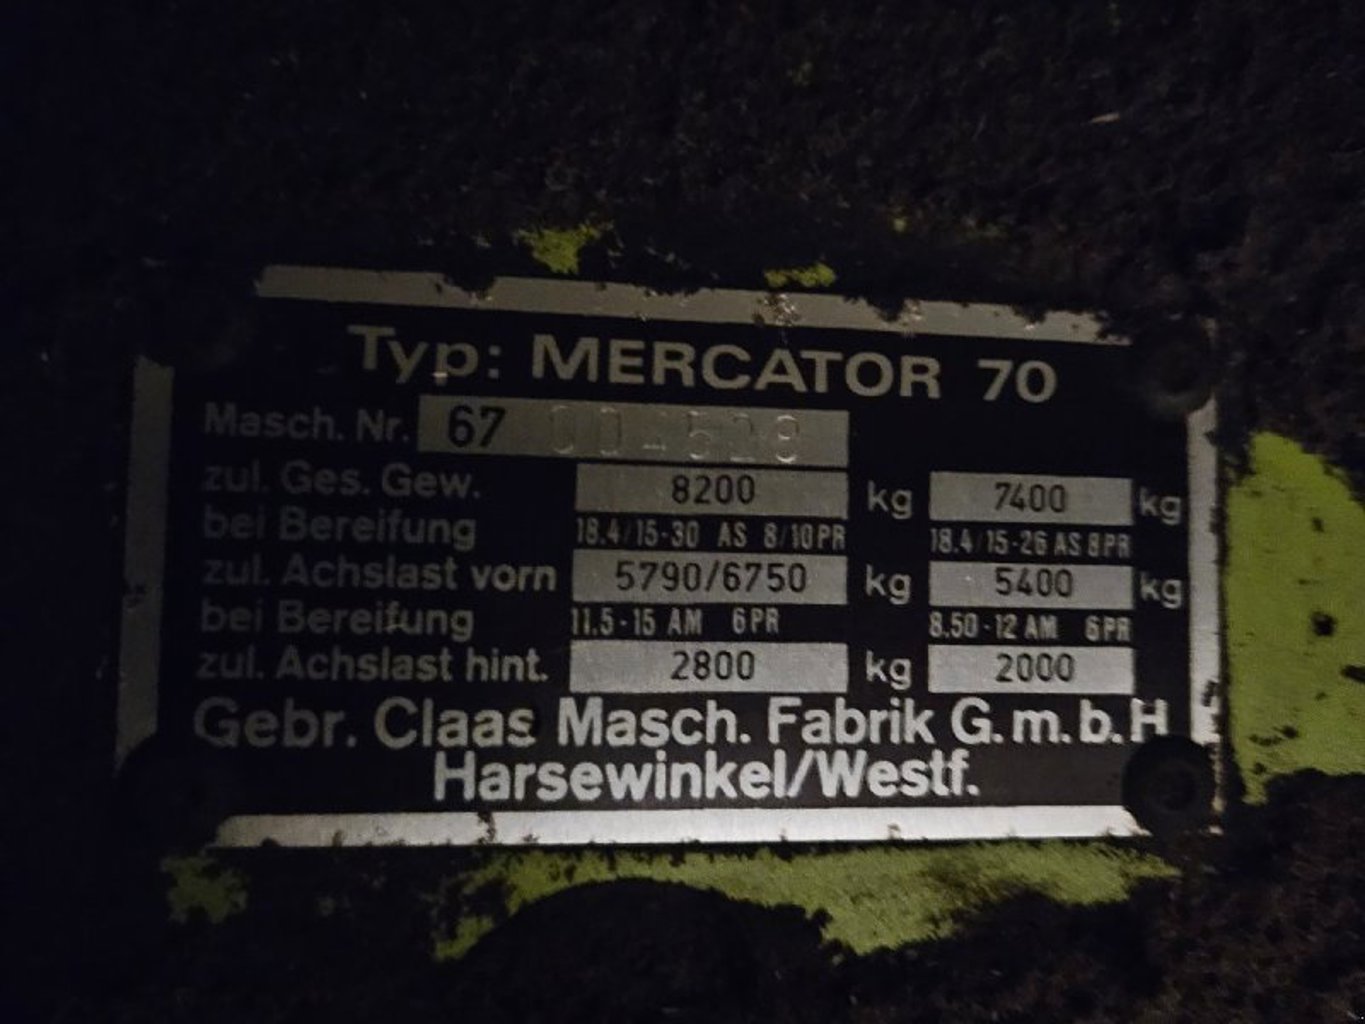 Typ: MERCATOR 70
Masch. Nr. 67 004528
zul. Ges. Gew. 8200 kg 7400 kg
bei Bereifung 18.4/15-30 AS 8/10PR 18.4/15-26 AS 8PR
zul. Achslast vorn 5790/6750 kg 5400 kg
bei Bereifung 11.5-15 AM 6PR 8.50-12 AM 6PR
zul. Achslast hint. 2800 kg 2000
Gebr. Claas Masch. Fabrik G.m.b.H
Harsewinkel/Westf.